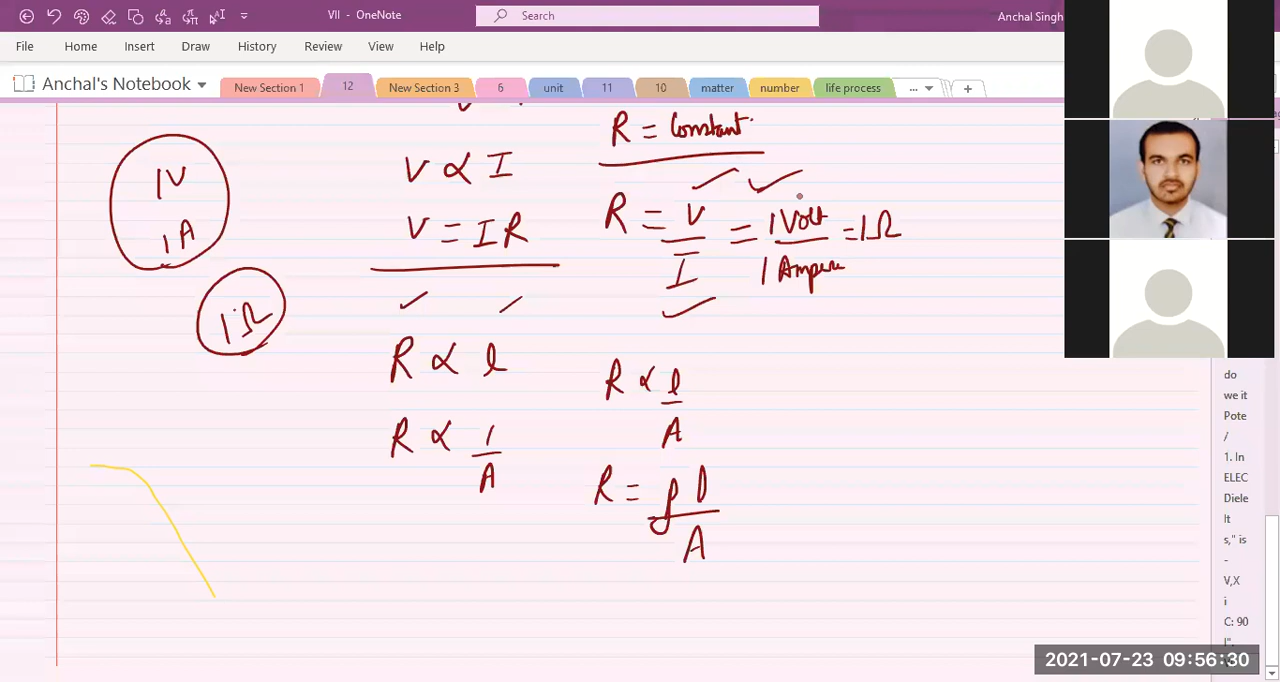 VII - OneNote
Search
Anchal Singh
File Home Insert Draw History Review View Help
Anchal's Notebook
New Section 1
12
New Section 3
6
unit
11
10
matter
number
life process
...
+
1V
1A
1Ω
V ∝ I
V = IR
R ∝ l
R ∝ 1/A
R = Constant
R = V/I = 1 Volt/1 Ampere = 1Ω
R ∝ l/A
R = ρl/A
do
we it
Pote
/
1. In
ELEC
Diele
It
s," is
-
V,X
i
C: 90
2021-07-23 09:56:30